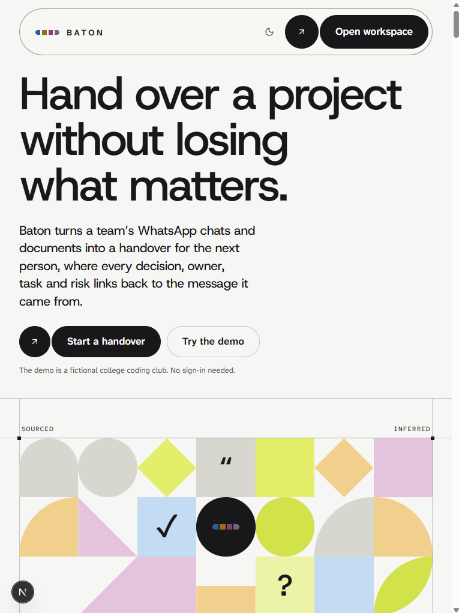 BATON
Open workspace
Hand over a project
without losing
what matters.
Baton turns a team's WhatsApp chats and
documents into a handover for the next
person, where every decision, owner,
task and risk links back to the message it
came from.
Start a handover
Try the demo
The demo is a fictional college coding club. No sign-in needed.
SOURCED
INFERRED
“
✓
?
N